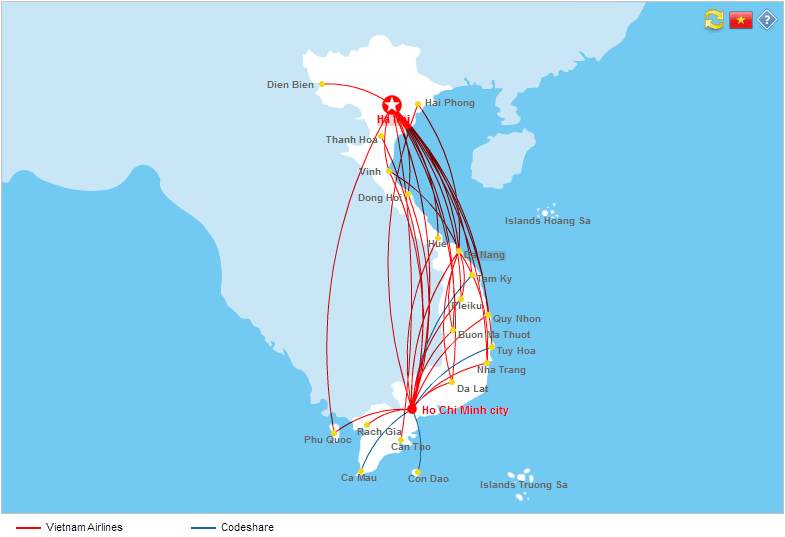 ?
Dien Bien
Hai Phong
Ha Noi
Thanh Hoa
Vinh
Dong Hoi
Islands Hoang Sa
Hue
Da Nang
Tam Ky
Pleiku
Quy Nhon
Buon Ma Thuot
Tuy Hoa
Nha Trang
Da Lat
Ho Chi Minh city
Rach Gia
Phu Quoc
Can Tho
Ca Mau
Con Dao
Islands Truong Sa
Vietnam Airlines
Codeshare